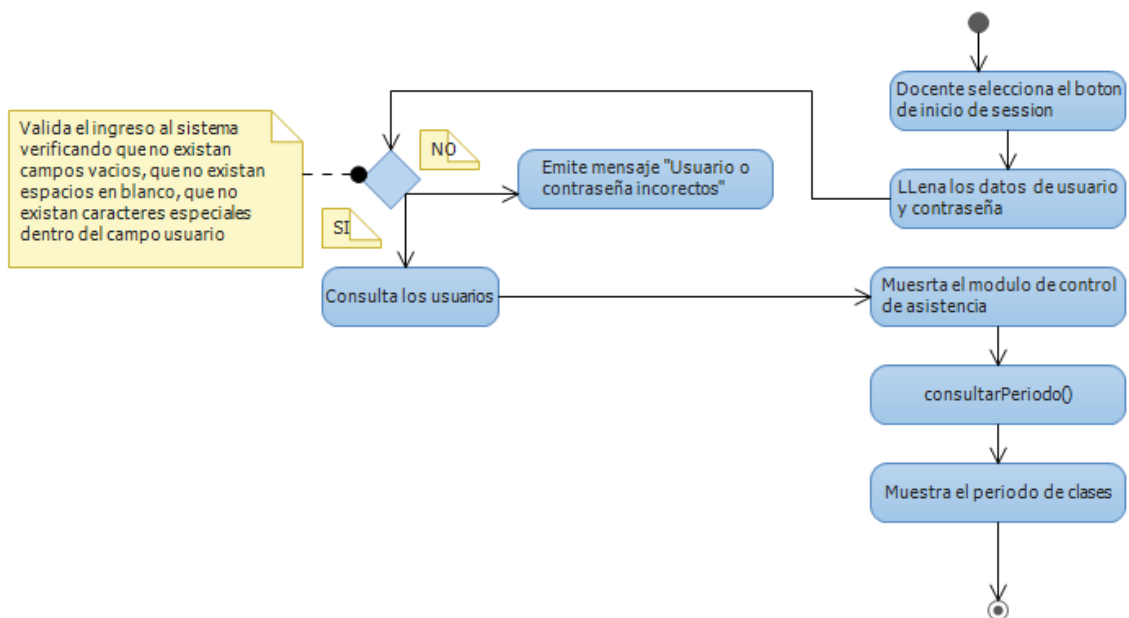 Docente selecciona el boton
de inicio de session
LLena los datos de usuario
y contraseña
Valida el ingreso al sistema
verificando que no existan
campos vacios, que no existan
espacios en blanco, que no
existan caracteres especiales
dentro del campo usuario
NO
Emite mensaje "Usuario o
contraseña incorectos"
SI
Consulta los usuarios
Muesrta el modulo de control
de asistencia
consultarPeriodo()
Muestra el periodo de clases